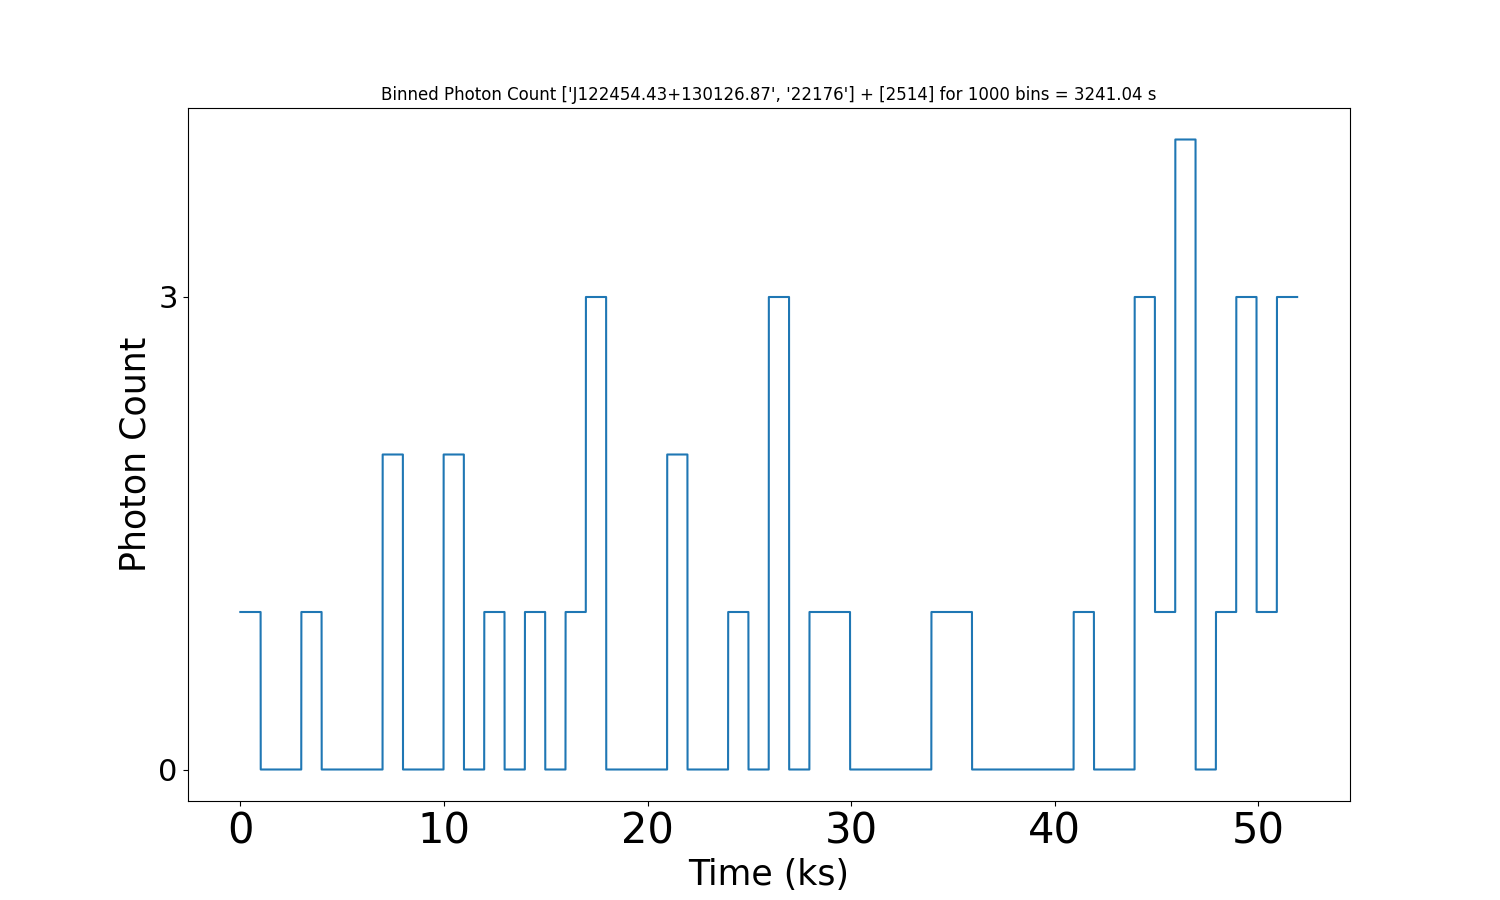 Binned Photon Count ['J122454.43+130126.87', '22176'] + [2514] for 1000 bins = 3241.04 s
Photon Count
3
0
0 10 20 30 40 50
Time (ks)